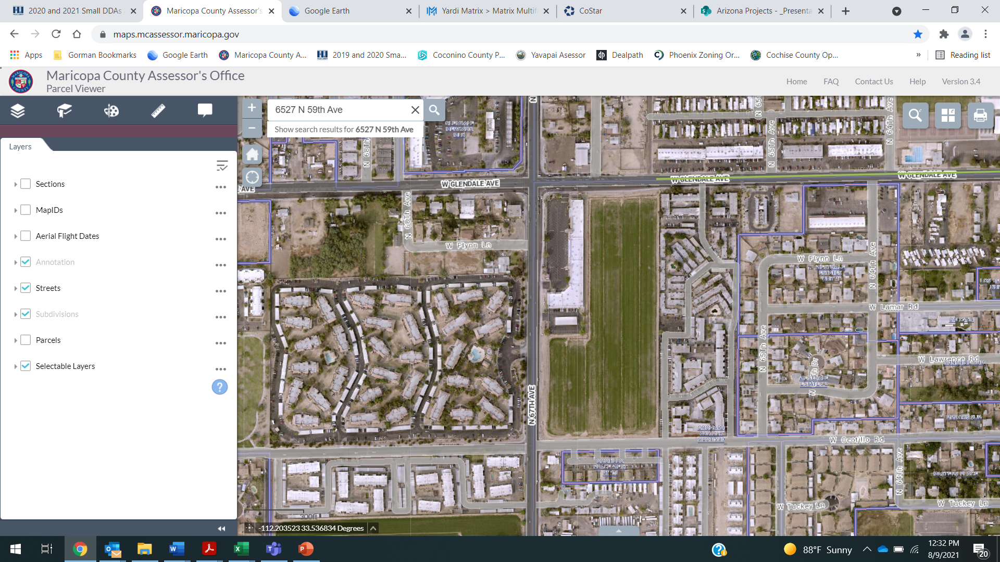 2020 and 2021 Small DDAs
Maricopa County Assessor's
Google Earth
Yardi Matrix > Matrix Multif
CoStar
Arizona Projects - _Presenta
maps.mcassessor.maricopa.gov
Apps
Gorman Bookmarks
Google Earth
Maricopa County A...
2019 and 2020 Sma...
Coconino County P...
Yavapai Asessor
Dealpath
Phoenix Zoning Or...
Cochise County Op...
»
Reading list
Maricopa County Assessor's Office
Parcel Viewer
Home
FAQ
Contact Us
Help
Version 3.4
6527 N 59th Ave
Show search results for 6527 N 59th Ave
Layers
Sections
MapIDs
Aerial Flight Dates
Annotation
Streets
Subdivisions
Parcels
Selectable Layers
?
N 68Th
N
N 65T
N 65Th Ave
N 64Th Ave
E AVE
W GLENDALE AVE
W GLENDALE AVE
W GLENDALE AVE
N 68Th Ave
W Flynn Ln
W Flynn Ln
N 64Th Ave
W Lamar Rd
N 65Th Ave
W Lawrence Rd
N Th Dr
N 67TH AVE
W Ocotillo Rd
N 64Th Ave
W Tuckey Ln
W Tuckey Ln
300ft
-112.203523 33.536834 Degrees
88°F Sunny
12:32 PM
8/9/2021
20